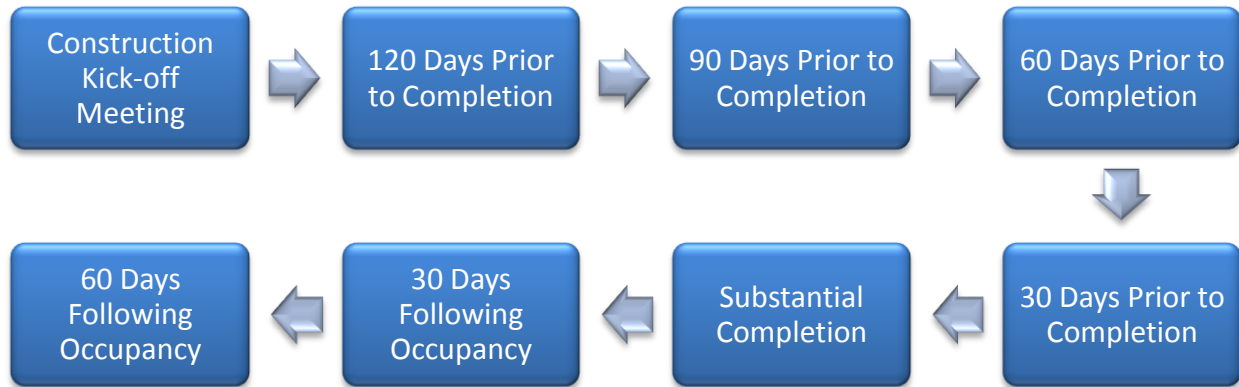 Construction
Kick-off
Meeting
120 Days Prior
to Completion
90 Days Prior to
Completion
60 Days Prior to
Completion
30 Days Prior to
Completion
Substantial
Completion
30 Days
Following
Occupancy
60 Days
Following
Occupancy